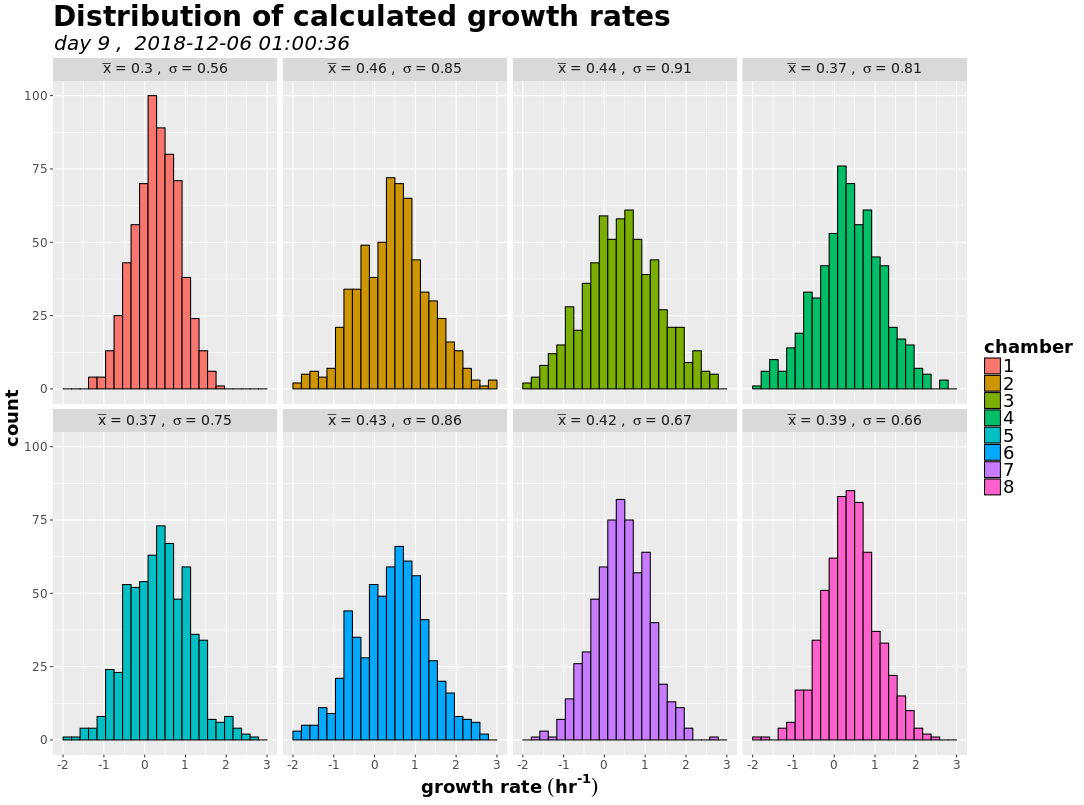 Distribution of calculated growth rates
day 9 ,  2018-12-06 01:00:36
x̅ = 0.3 ,  σ = 0.56
x̅ = 0.46 ,  σ = 0.85
x̅ = 0.44 ,  σ = 0.91
x̅ = 0.37 ,  σ = 0.81
100
75
50
25
0
x̅ = 0.37 ,  σ = 0.75
x̅ = 0.43 ,  σ = 0.86
x̅ = 0.42 ,  σ = 0.67
x̅ = 0.39 ,  σ = 0.66
100
75
50
25
0
-2 -1 0 1 2 3
-2 -1 0 1 2 3
-2 -1 0 1 2 3
-2 -1 0 1 2 3
growth rate (hr⁻¹)
count
chamber
1
2
3
4
5
6
7
8